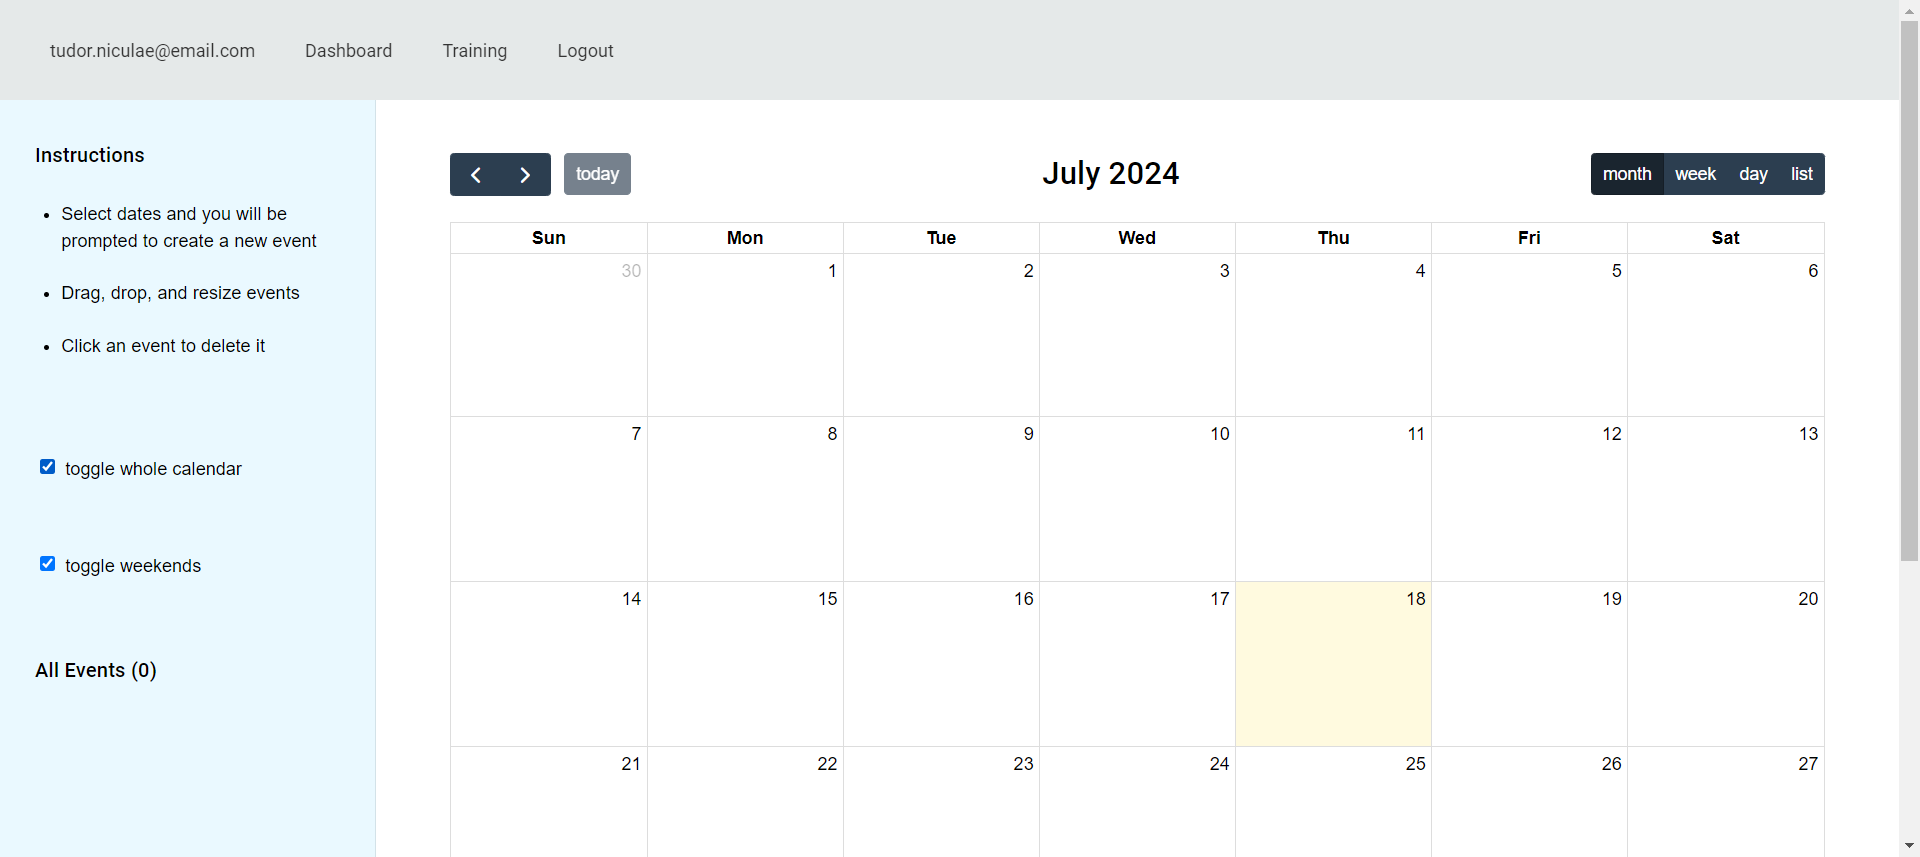 tudor.niculae@email.com Dashboard Training Logout
Instructions
• Select dates and you will be
prompted to create a new event
• Drag, drop, and resize events
• Click an event to delete it
toggle whole calendar
toggle weekends
All Events (0)
today
July 2024
month week day list
Sun Mon Tue Wed Thu Fri Sat
30 1 2 3 4 5 6
7 8 9 10 11 12 13
14 15 16 17 18 19 20
21 22 23 24 25 26 27